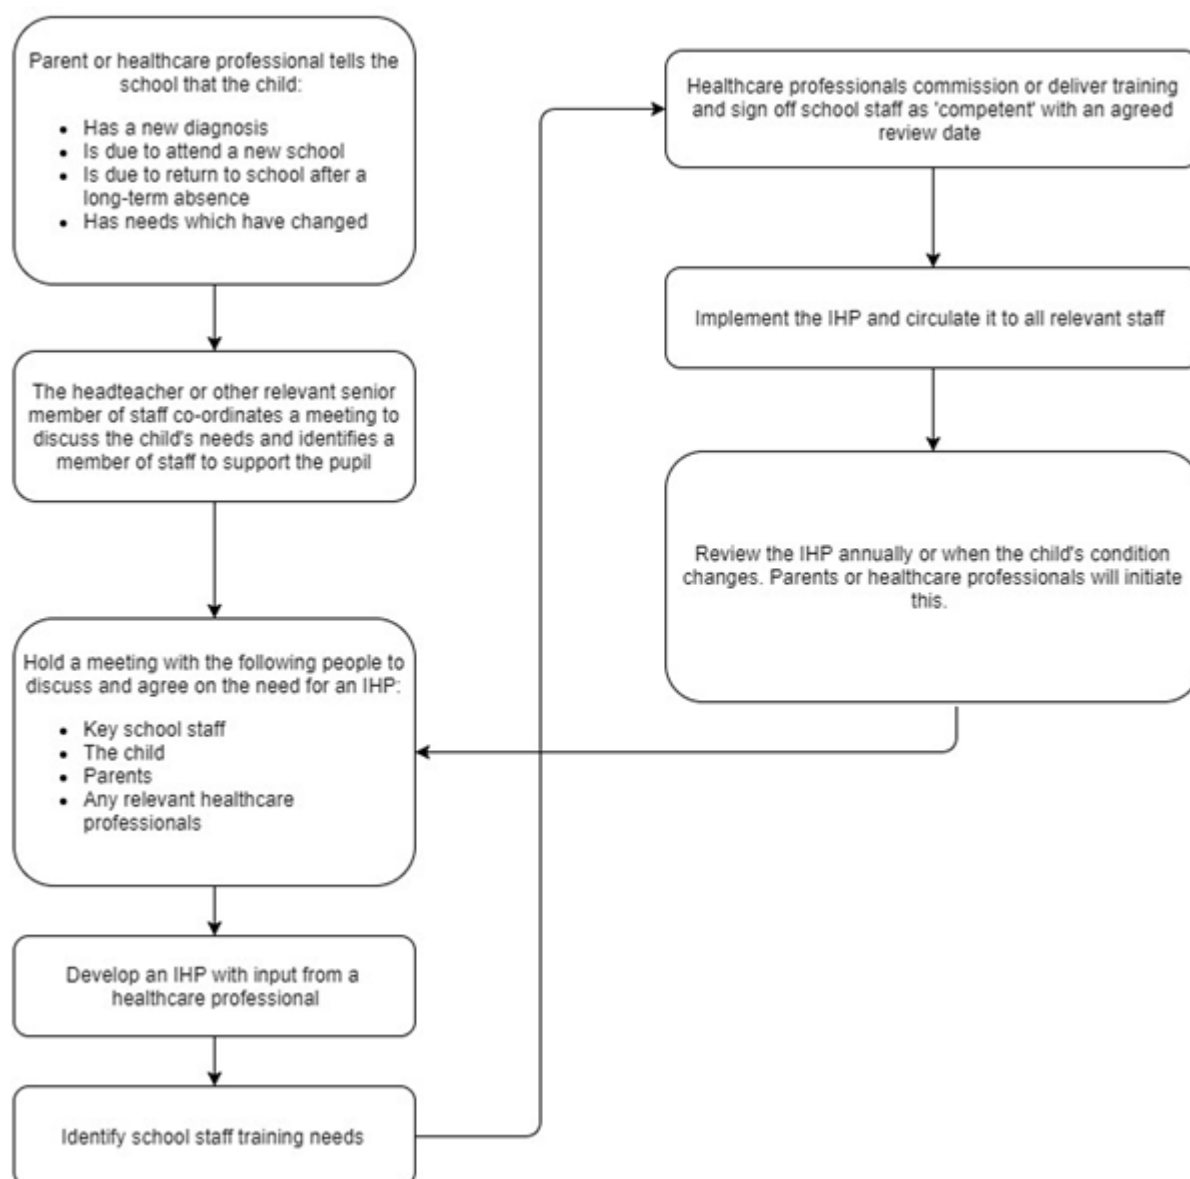 Parent or healthcare professional tells the
school that the child:
• Has a new diagnosis
• Is due to attend a new school
• Is due to return to school after a
long-term absence
• Has needs which have changed
The headteacher or other relevant senior
member of staff co-ordinates a meeting to
discuss the child's needs and identifies a
member of staff to support the pupil
Hold a meeting with the following people to
discuss and agree on the need for an IHP:
• Key school staff
• The child
• Parents
• Any relevant healthcare
professionals
Develop an IHP with input from a
healthcare professional
Identify school staff training needs
Healthcare professionals commission or deliver training
and sign off school staff as 'competent' with an agreed
review date
Implement the IHP and circulate it to all relevant staff
Review the IHP annually or when the child's condition
changes. Parents or healthcare professionals will initiate
this.